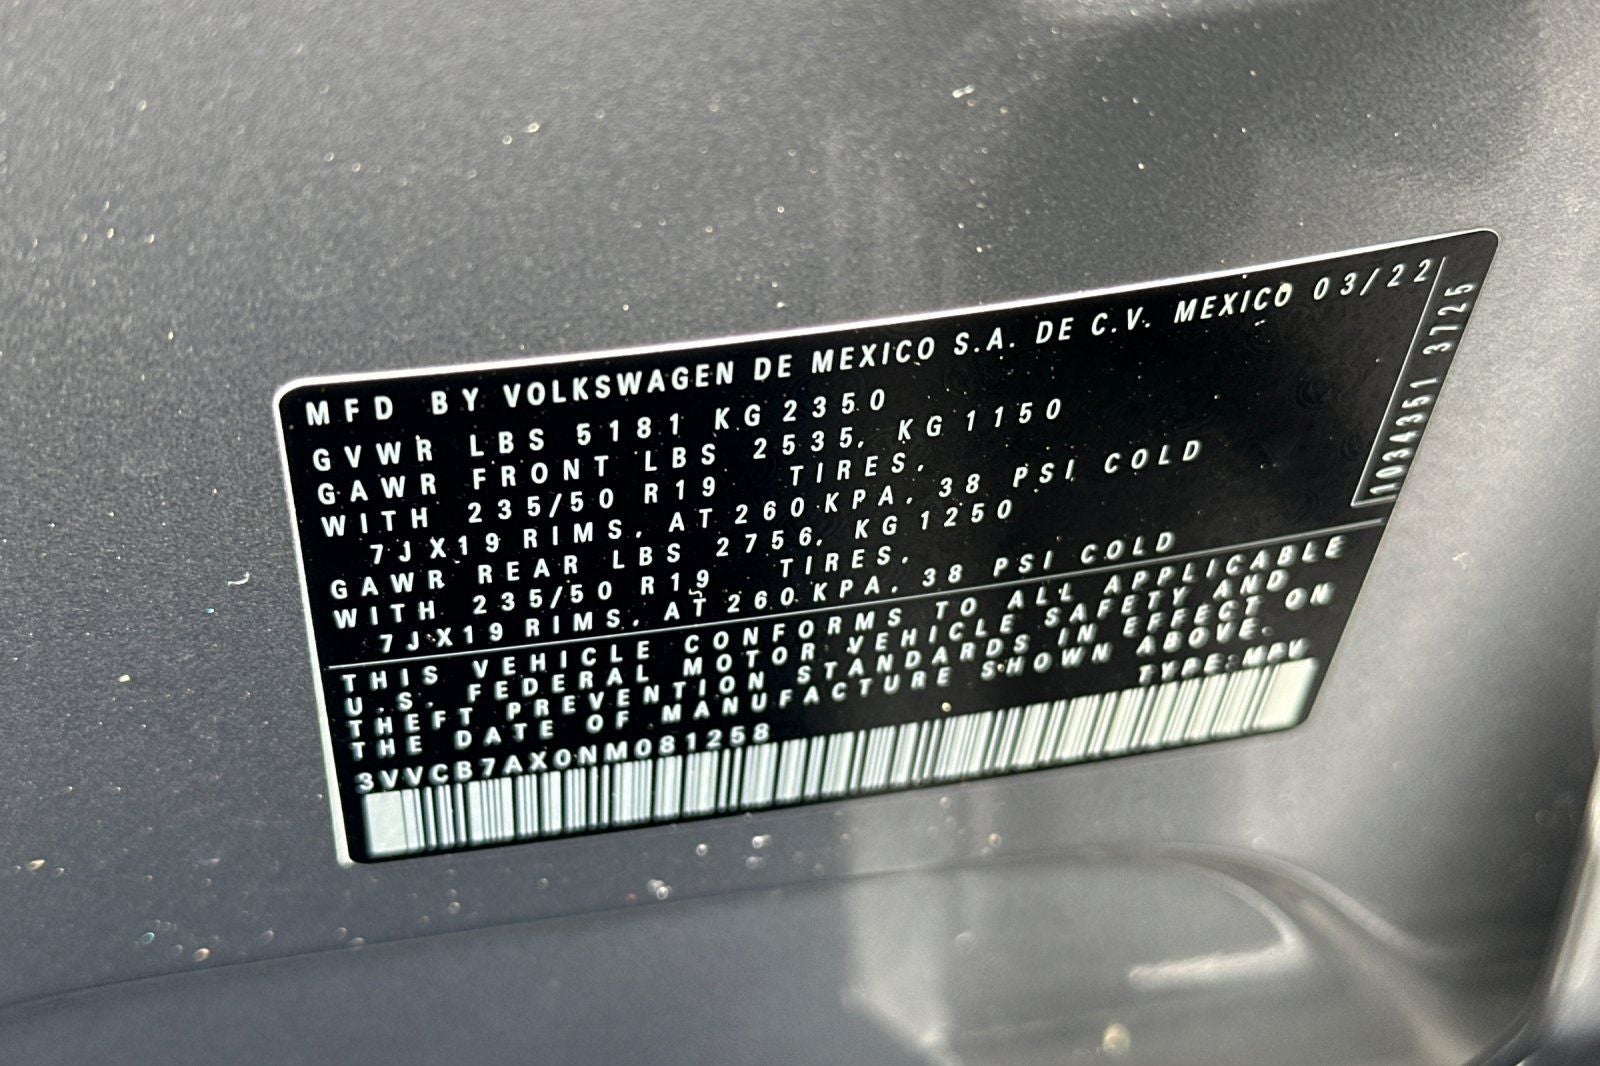 MFD BY VOLKSWAGEN DE MEXICO S.A. DE C.V. MEXICO 03/22
GVWR LBS 5181 KG 2350
GAWR FRONT LBS 2535, KG 1150
WITH 235/50 R19 TIRES,
7JX19 RIMS, AT 260 KPA, 38 PSI COLD
GAWR REAR LBS 2756, KG 1250
WITH 235/50 R19 TIRES,
7JX19 RIMS, AT 260 KPA, 38 PSI COLD
THIS VEHICLE CONFORMS TO ALL APPLICABLE
U.S. FEDERAL MOTOR VEHICLE SAFETY AND
THEFT PREVENTION STANDARDS IN EFFECT ON
THE DATE OF MANUFACTURE SHOWN ABOVE.
TYPE: MPV
3VVCB7AX0NM081258
1034351 3725